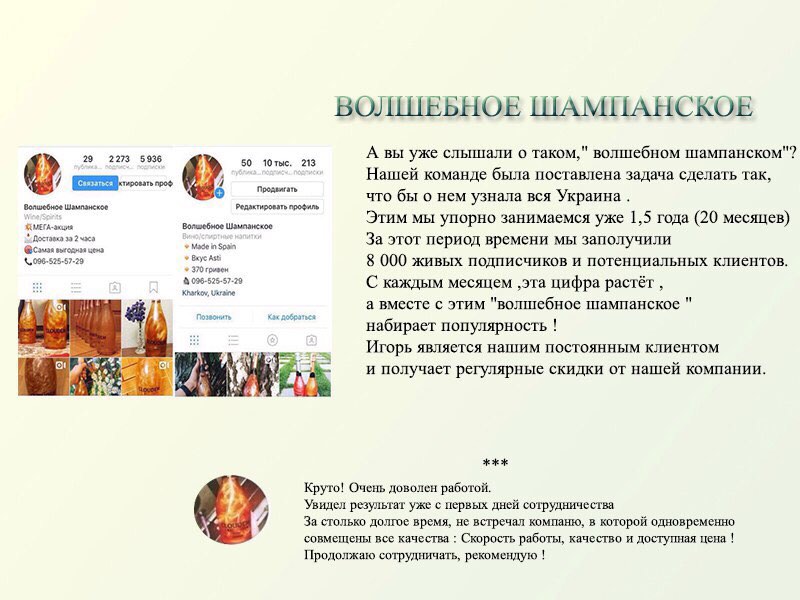 ВОЛШЕБНОЕ ШАМПАНСКОЕ
29 2 273 5 936
публика... подписч... подписки
Связаться
ктировать проф
Волшебное Шампанское
Wine/Spirits
💥МЕГА-акция
Доставка за 2 часа
Самая выгодная цена
📞096-525-57-29
50 10 тыс. 213
публикац... подписч... подписки
Продвигать
Редактировать профиль
Волшебное Шампанское
Вино/спиртные напитки
Made in Spain
Вкус Asti
370 гривен
096-525-57-29
Kharkov, Ukraine
Позвонить Как добраться
А вы уже слышали о таком," волшебном шампанском"?
Нашей команде была поставлена задача сделать так,
что бы о нем узнала вся Украина .
Этим мы упорно занимаемся уже 1,5 года (20 месяцев)
За этот период времени мы заполучили
8 000 живых подписчиков и потенциальных клиентов.
С каждым месяцем ,эта цифра растёт ,
а вместе с этим "волшебное шампанское "
набирает популярность !
Игорь является нашим постоянным клиентом
и получает регулярные скидки от нашей компании.
***
Круто! Очень доволен работой.
Увидел результат уже с первых дней сотрудничества
За столько долгое время, не встречал компаню, в которой одновременно
совмещены все качества : Скорость работы, качество и доступная цена !
Продолжаю сотрудничать, рекомендую !